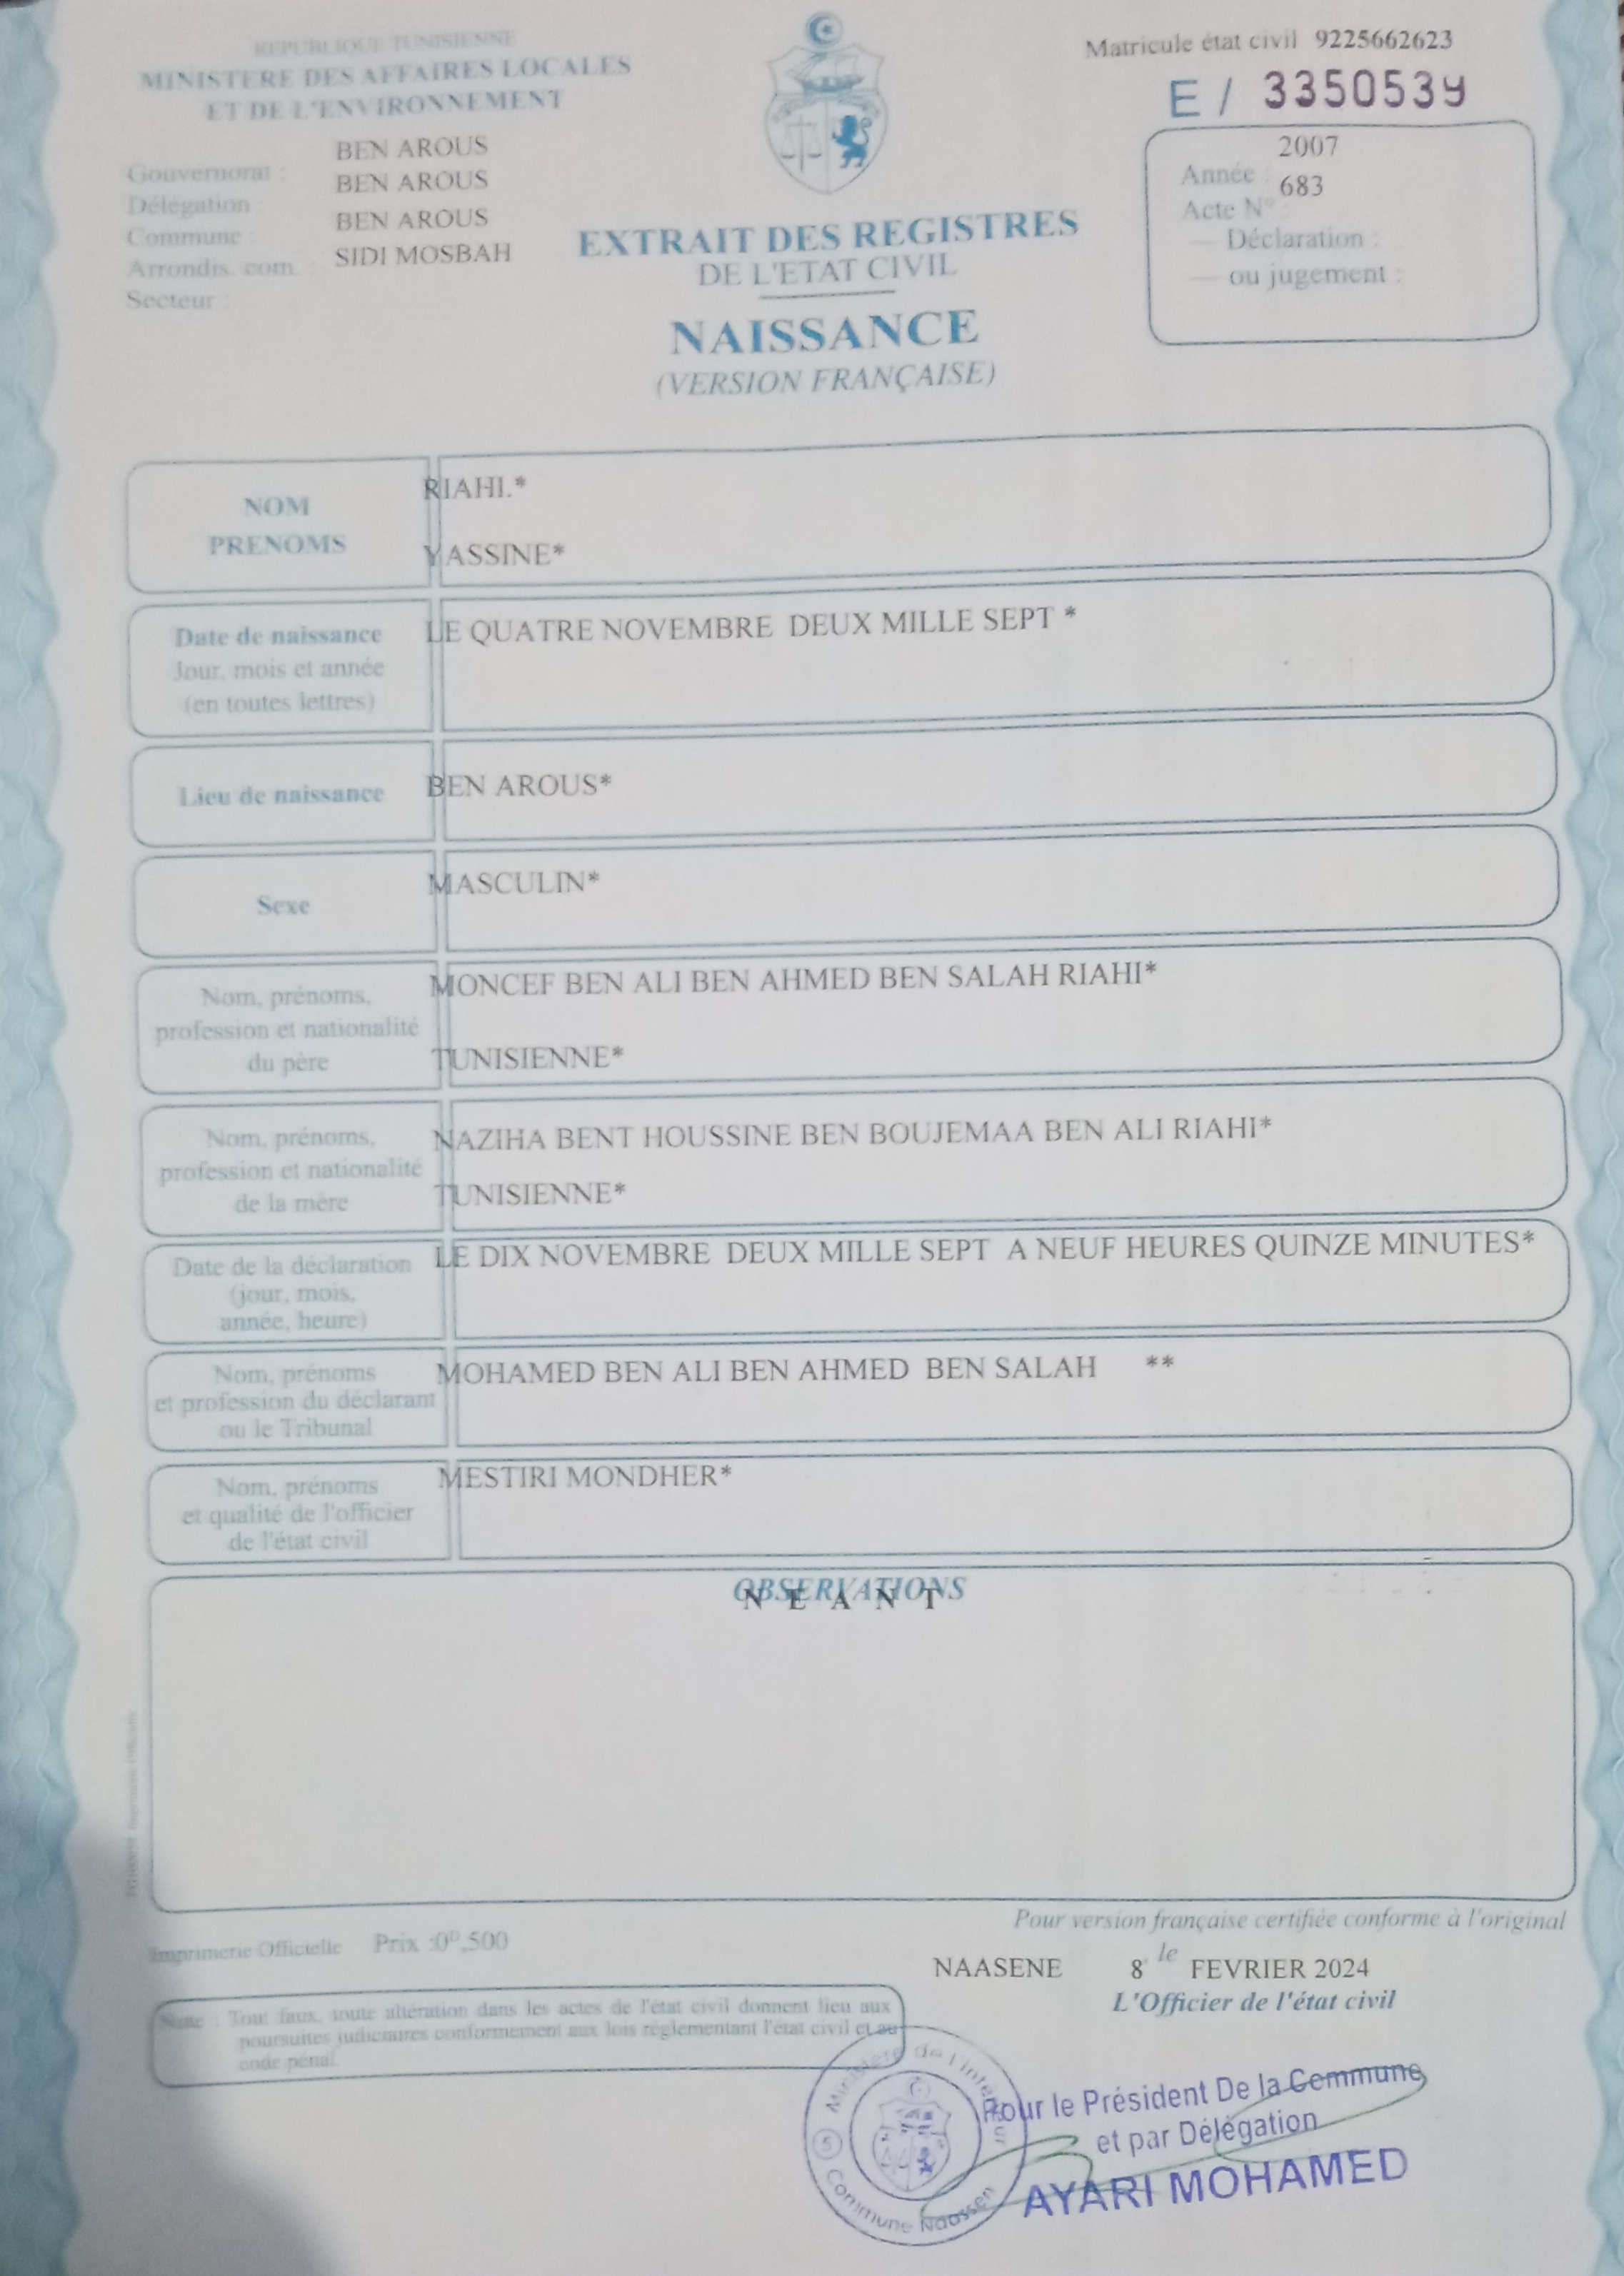 REPUBLIQUE TUNISIENNE
MINISTERE DES AFFAIRES LOCALES
ET DE L'ENVIRONNEMENT
Gouvernorat : BEN AROUS
Délégation : BEN AROUS
Commune : BEN AROUS
Arrondis. com. : SIDI MOSBAH
Secteur :
EXTRAIT DES REGISTRES
DE L'ETAT CIVIL
NAISSANCE
(VERSION FRANÇAISE)
Matricule état civil 9225662623
E / 3350539
Année : 2007
Acte N° : 683
— Déclaration :
— ou jugement :
NOM
PRENOMS
RIAHI.*
YASSINE*
Date de naissance
Jour, mois et année
(en toutes lettres)
LE QUATRE NOVEMBRE DEUX MILLE SEPT *
Lieu de naissance
BEN AROUS*
Sexe
MASCULIN*
Nom, prénoms,
profession et nationalité
du père
MONCEF BEN ALI BEN AHMED BEN SALAH RIAHI*
TUNISIENNE*
Nom, prénoms,
profession et nationalité
de la mère
NAZIHA BENT HOUSSINE BEN BOUJEMAA BEN ALI RIAHI*
TUNISIENNE*
Date de la déclaration
(jour, mois,
année, heure)
LE DIX NOVEMBRE DEUX MILLE SEPT A NEUF HEURES QUINZE MINUTES*
Nom, prénoms
et profession du déclarant
ou le Tribunal
MOHAMED BEN ALI BEN AHMED BEN SALAH **
Nom, prénoms
et qualité de l'officier
de l'état civil
MESTIRI MONDHER*
OBSERVATIONS
N E A N T
Imprimerie Officielle Prix :0ᴰ,500
Pour version française certifiée conforme à l'original
NAASENE 8 le FEVRIER 2024
L'Officier de l'état civil
Note : Tout faux, toute altération dans les actes de l'état civil donnent lieu aux
poursuites judiciaires conformement aux lois réglementant l'état civil et au
code pénal.
Ministère de l'intérieur
5
Commune Naassen
Pour le Président De la Commune
et par Délégation
AYARI MOHAMED